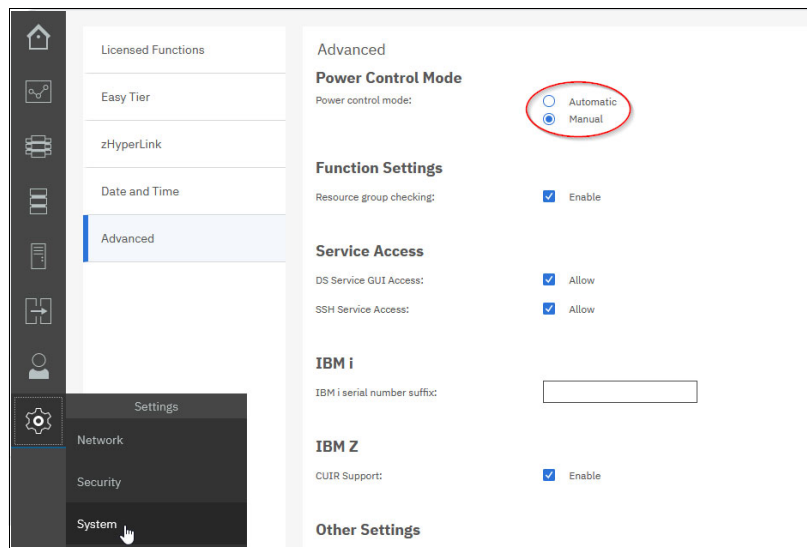 Licensed Functions
Easy Tier
zHyperLink
Date and Time
Advanced
Settings
Network
Security
System
Advanced
Power Control Mode
Power control mode:
Automatic
Manual
Function Settings
Resource group checking:
Enable
Service Access
DS Service GUI Access:
Allow
SSH Service Access:
Allow
IBM i
IBM i serial number suffix:
IBM Z
CUIR Support:
Enable
Other Settings